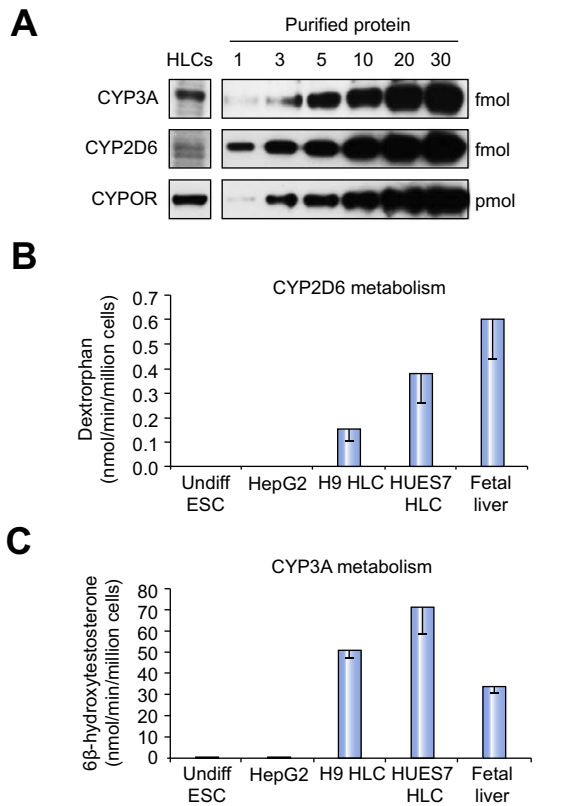 A
Purified protein
HLCs 1 3 5 10 20 30
CYP3A fmol
CYP2D6 fmol
CYPOR pmol
B
CYP2D6 metabolism
Dextrorphan
(nmol/min/million cells)
0.7
0.6
0.5
0.4
0.3
0.2
0.1
0.0
Undiff ESC
HepG2
H9 HLC
HUES7 HLC
Fetal liver
C
CYP3A metabolism
6β-hydroxytestosterone
(nmol/min/million cells)
80
70
60
50
40
30
20
10
0
Undiff ESC
HepG2
H9 HLC
HUES7 HLC
Fetal liver